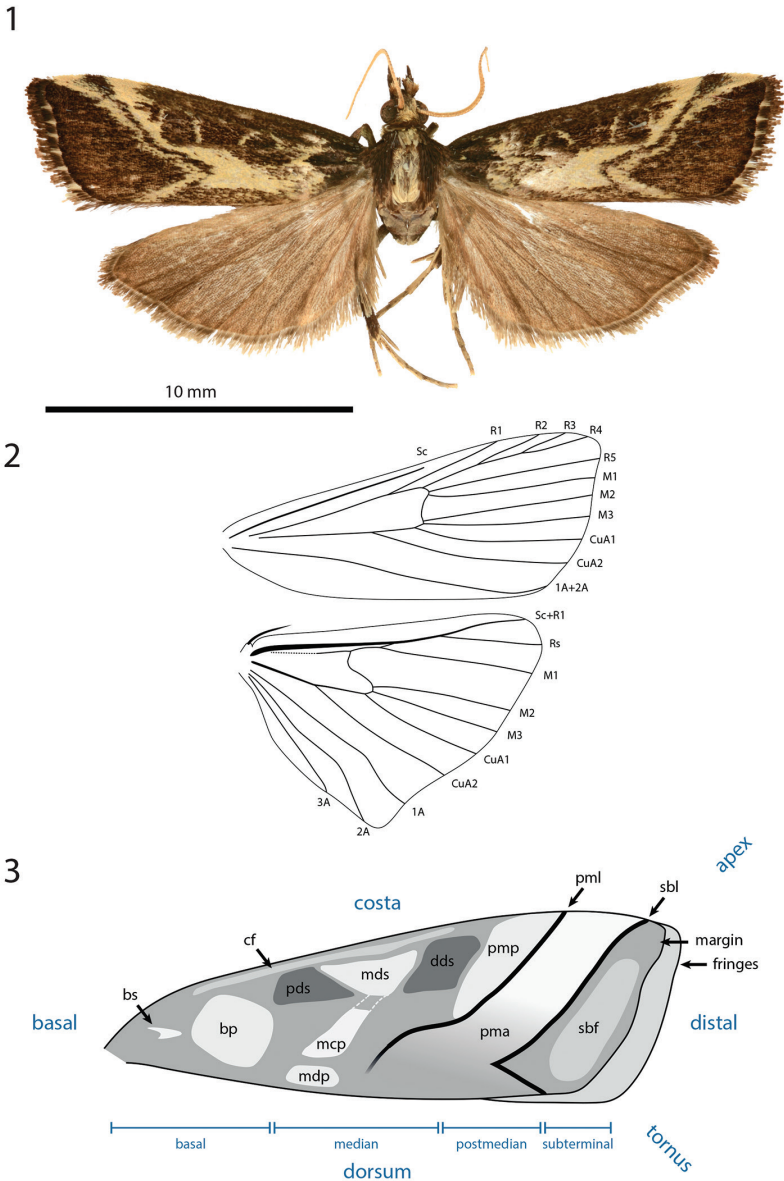 1
10 mm
2
Sc
R1
R2
R3
R4
R5
M1
M2
M3
CuA1
CuA2
1A+2A
Sc+R1
Rs
M1
M2
M3
CuA1
CuA2
1A
2A
3A
3
apex
costa
pml
sbl
cf
margin
fringes
bs
pds
mds
dds
pmp
basal
bp
mcp
mdp
pma
sbf
distal
basal
median
postmedian
subterminal
tornus
dorsum